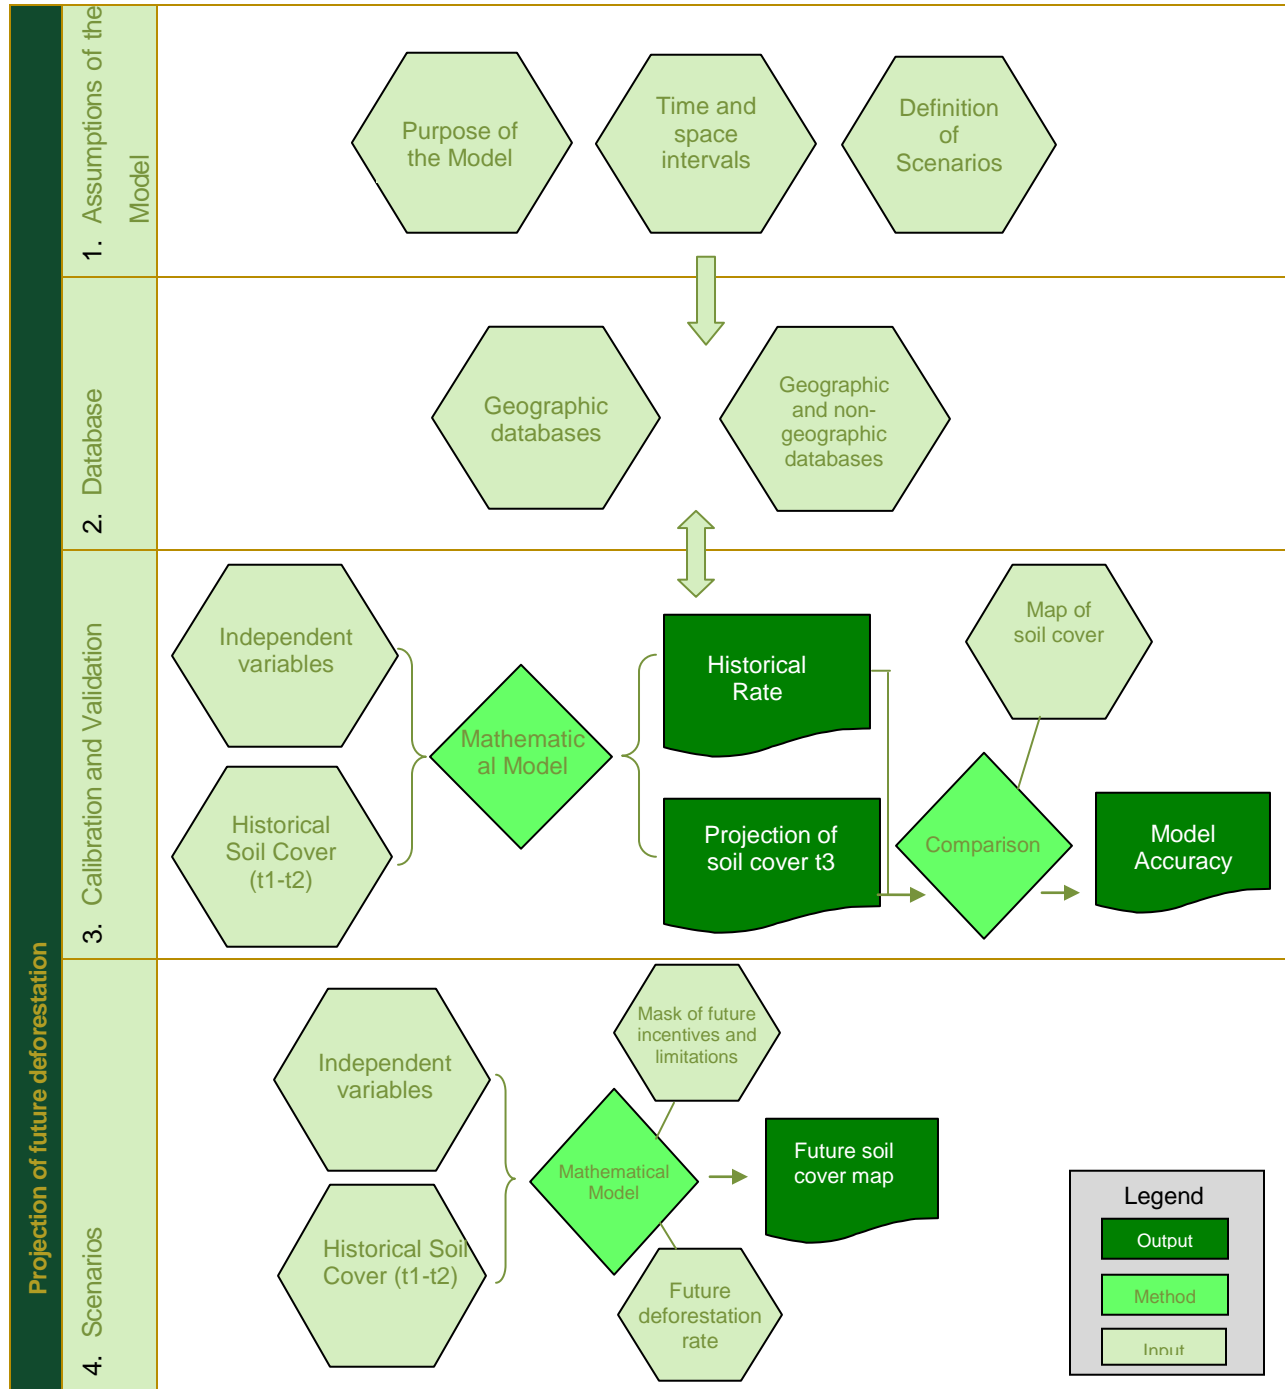 Projection of future deforestation
1. Assumptions of the
Model
Purpose of
the Model
Time and
space
intervals
Definition
of
Scenarios
2. Database
Geographic
databases
Geographic
and non-
geographic
databases
3. Calibration and Validation
Independent
variables
Historical
Soil Cover
(t1-t2)
Mathematic
al Model
Historical
Rate
Projection of
soil cover t3
Map of
soil cover
Comparison
Model
Accuracy
4. Scenarios
Independent
variables
Historical Soil
Cover (t1-t2)
Mask of future
incentives and
limitations
Mathematical
Model
Future
deforestation
rate
Future soil
cover map
Legend
Output
Method
Input